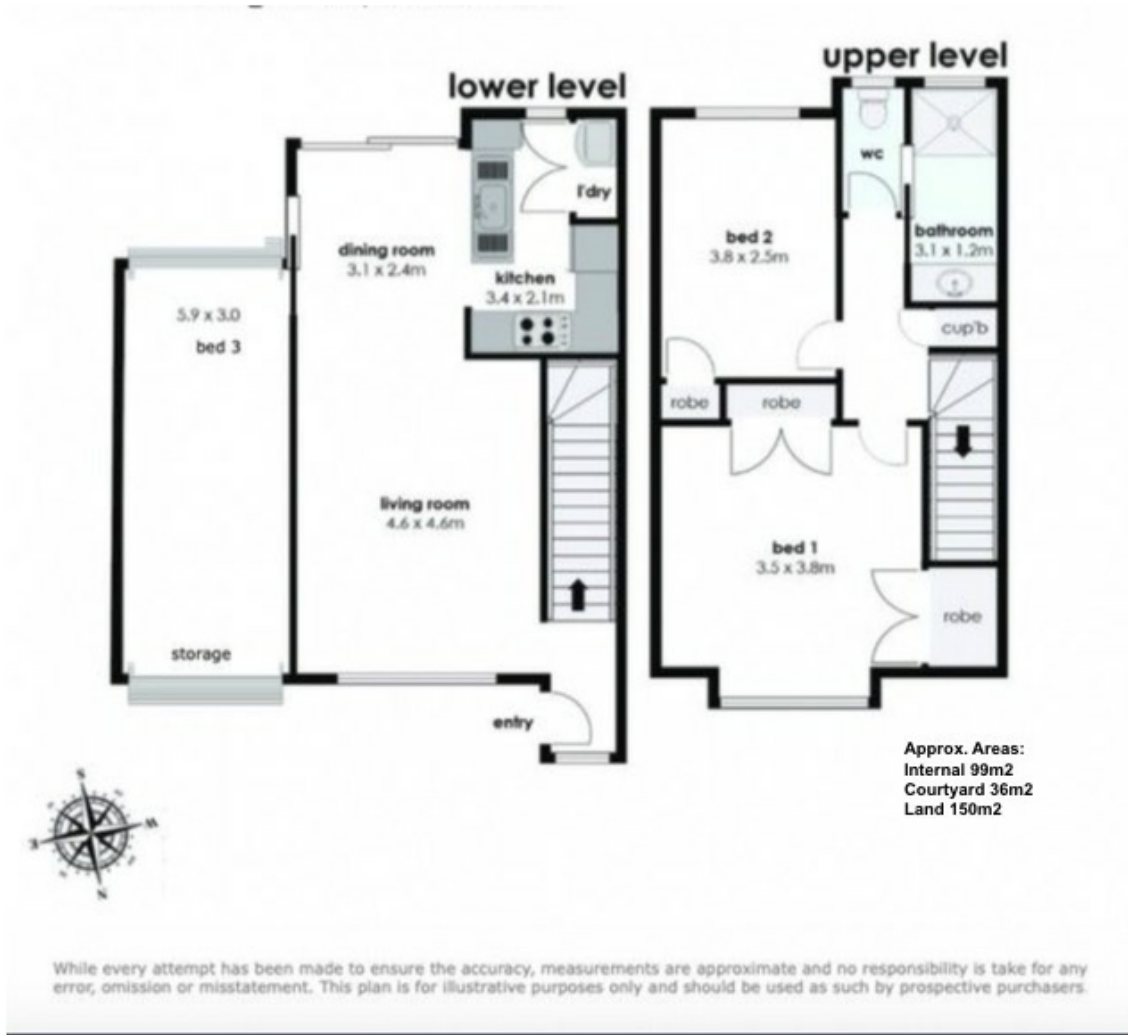 lower level
upper level
l'dry
dining room
3.1 x 2.4m
kitchen
3.4 x 2.1m
5.9 x 3.0
bed 3
living room
4.6 x 4.6m
storage
entry
wc
bed 2
3.8 x 2.5m
bathroom
3.1 x 1.2m
cup'b
robe
robe
bed 1
3.5 x 3.8m
robe
Approx. Areas:
Internal 99m2
Courtyard 36m2
Land 150m2
S
W
E
N
While every attempt has been made to ensure the accuracy, measurements are approximate and no responsibility is take for any
error, omission or misstatement. This plan is for illustrative purposes only and should be used as such by prospective purchasers.